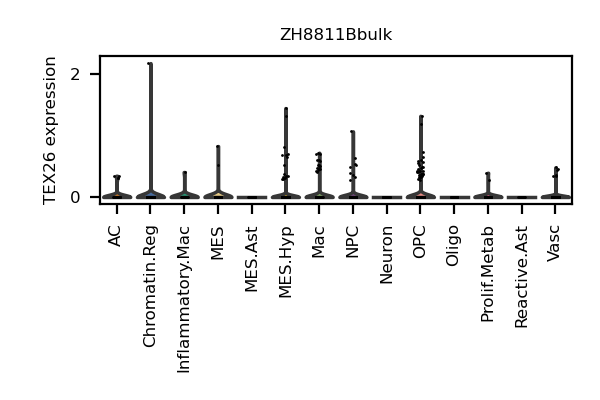 ZH8811Bbulk
TEX26 expression
2
0
AC
Chromatin.Reg
Inflammatory.Mac
MES
MES.Ast
MES.Hyp
Mac
NPC
Neuron
OPC
Oligo
Prolif.Metab
Reactive.Ast
Vasc